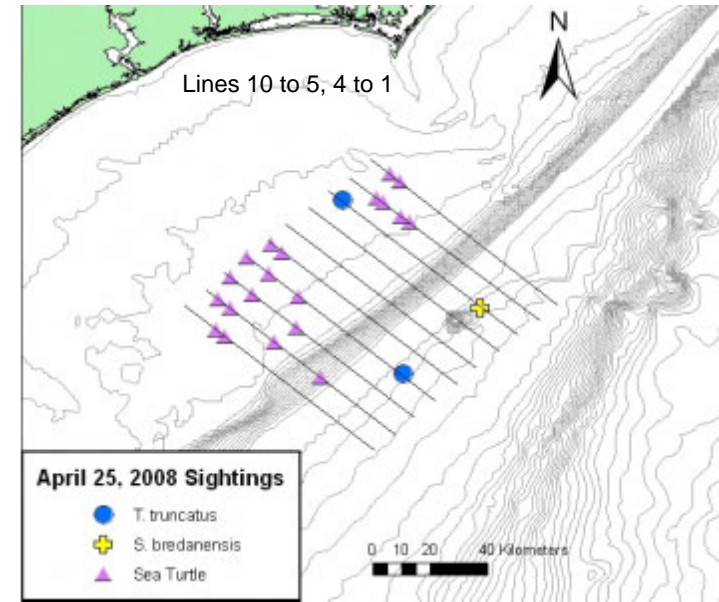 N
Lines 10 to 5, 4 to 1
April 25, 2008 Sightings
T. truncatus
S. bredanensis
Sea Turtle
0 10 20 40 Kilometers